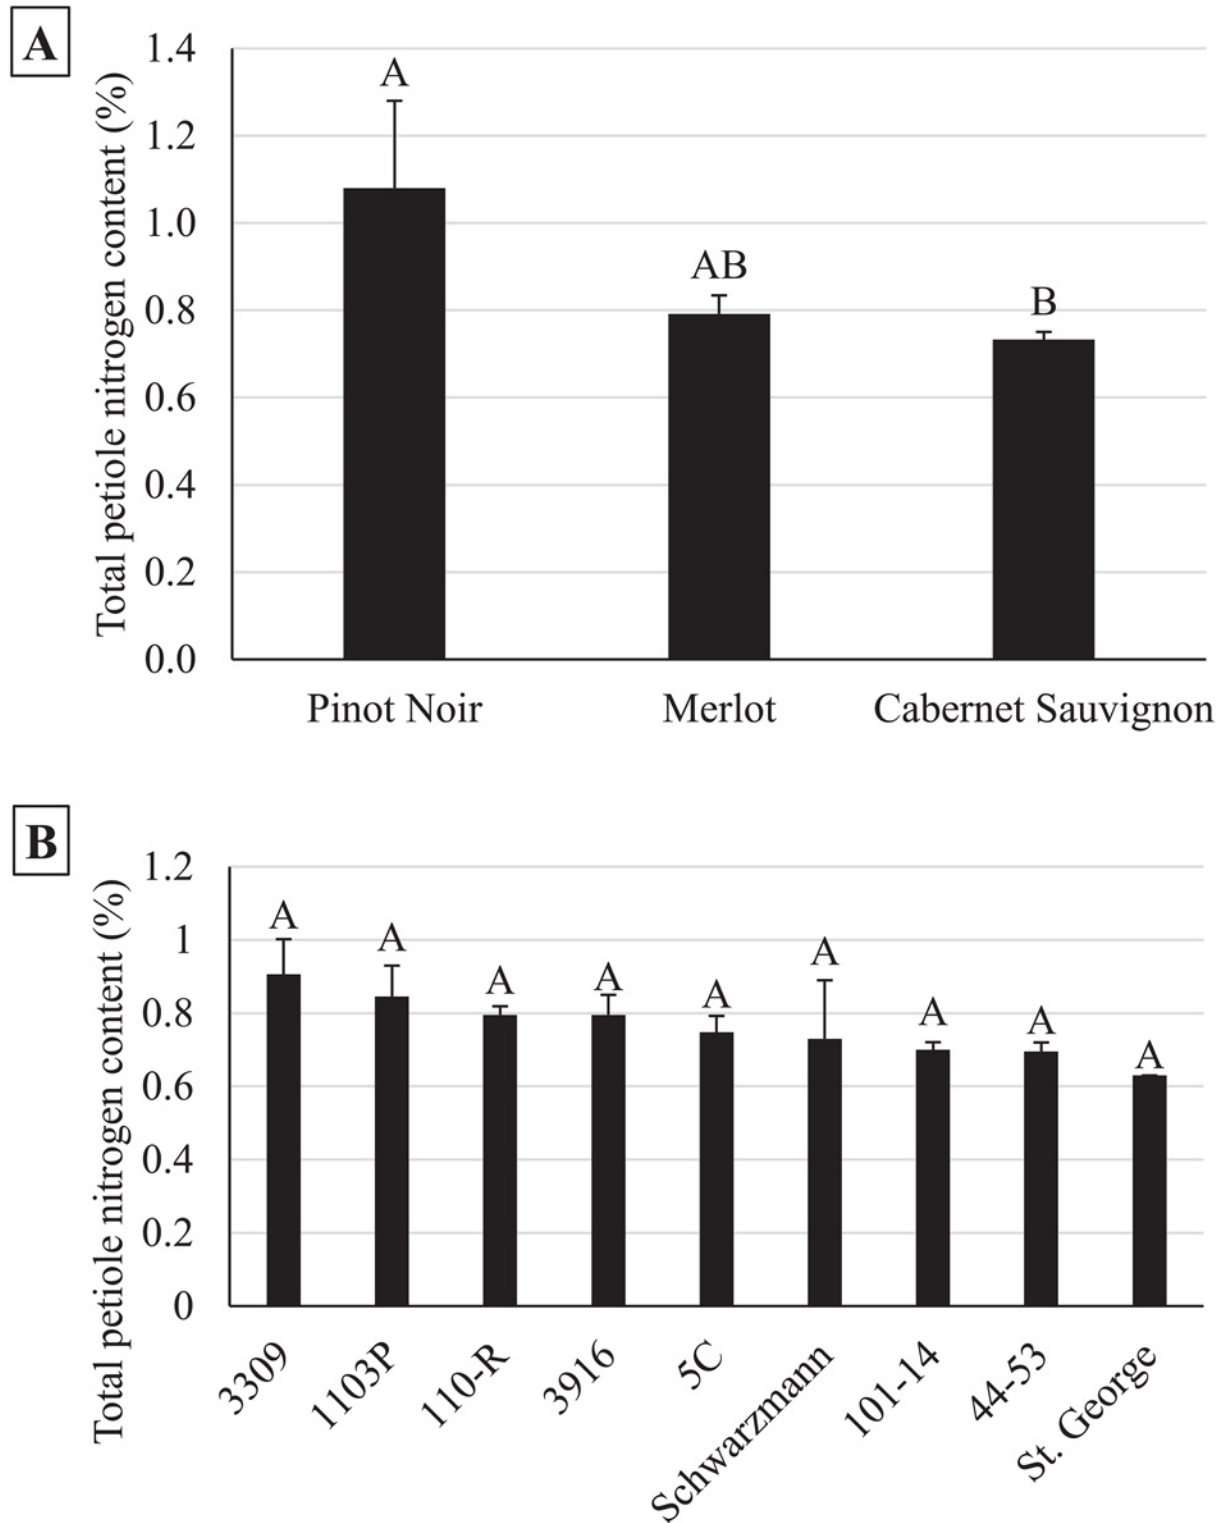 A
Total petiole nitrogen content (%)
1.4
1.2
1.0
0.8
0.6
0.4
0.2
0.0
A
AB
B
Pinot Noir
Merlot
Cabernet Sauvignon
B
Total petiole nitrogen content (%)
1.2
1
0.8
0.6
0.4
0.2
0
A
A
A
A
A
A
A
A
A
3309
1103P
110-R
3916
5C
Schwarzmann
101-14
44-53
St. George